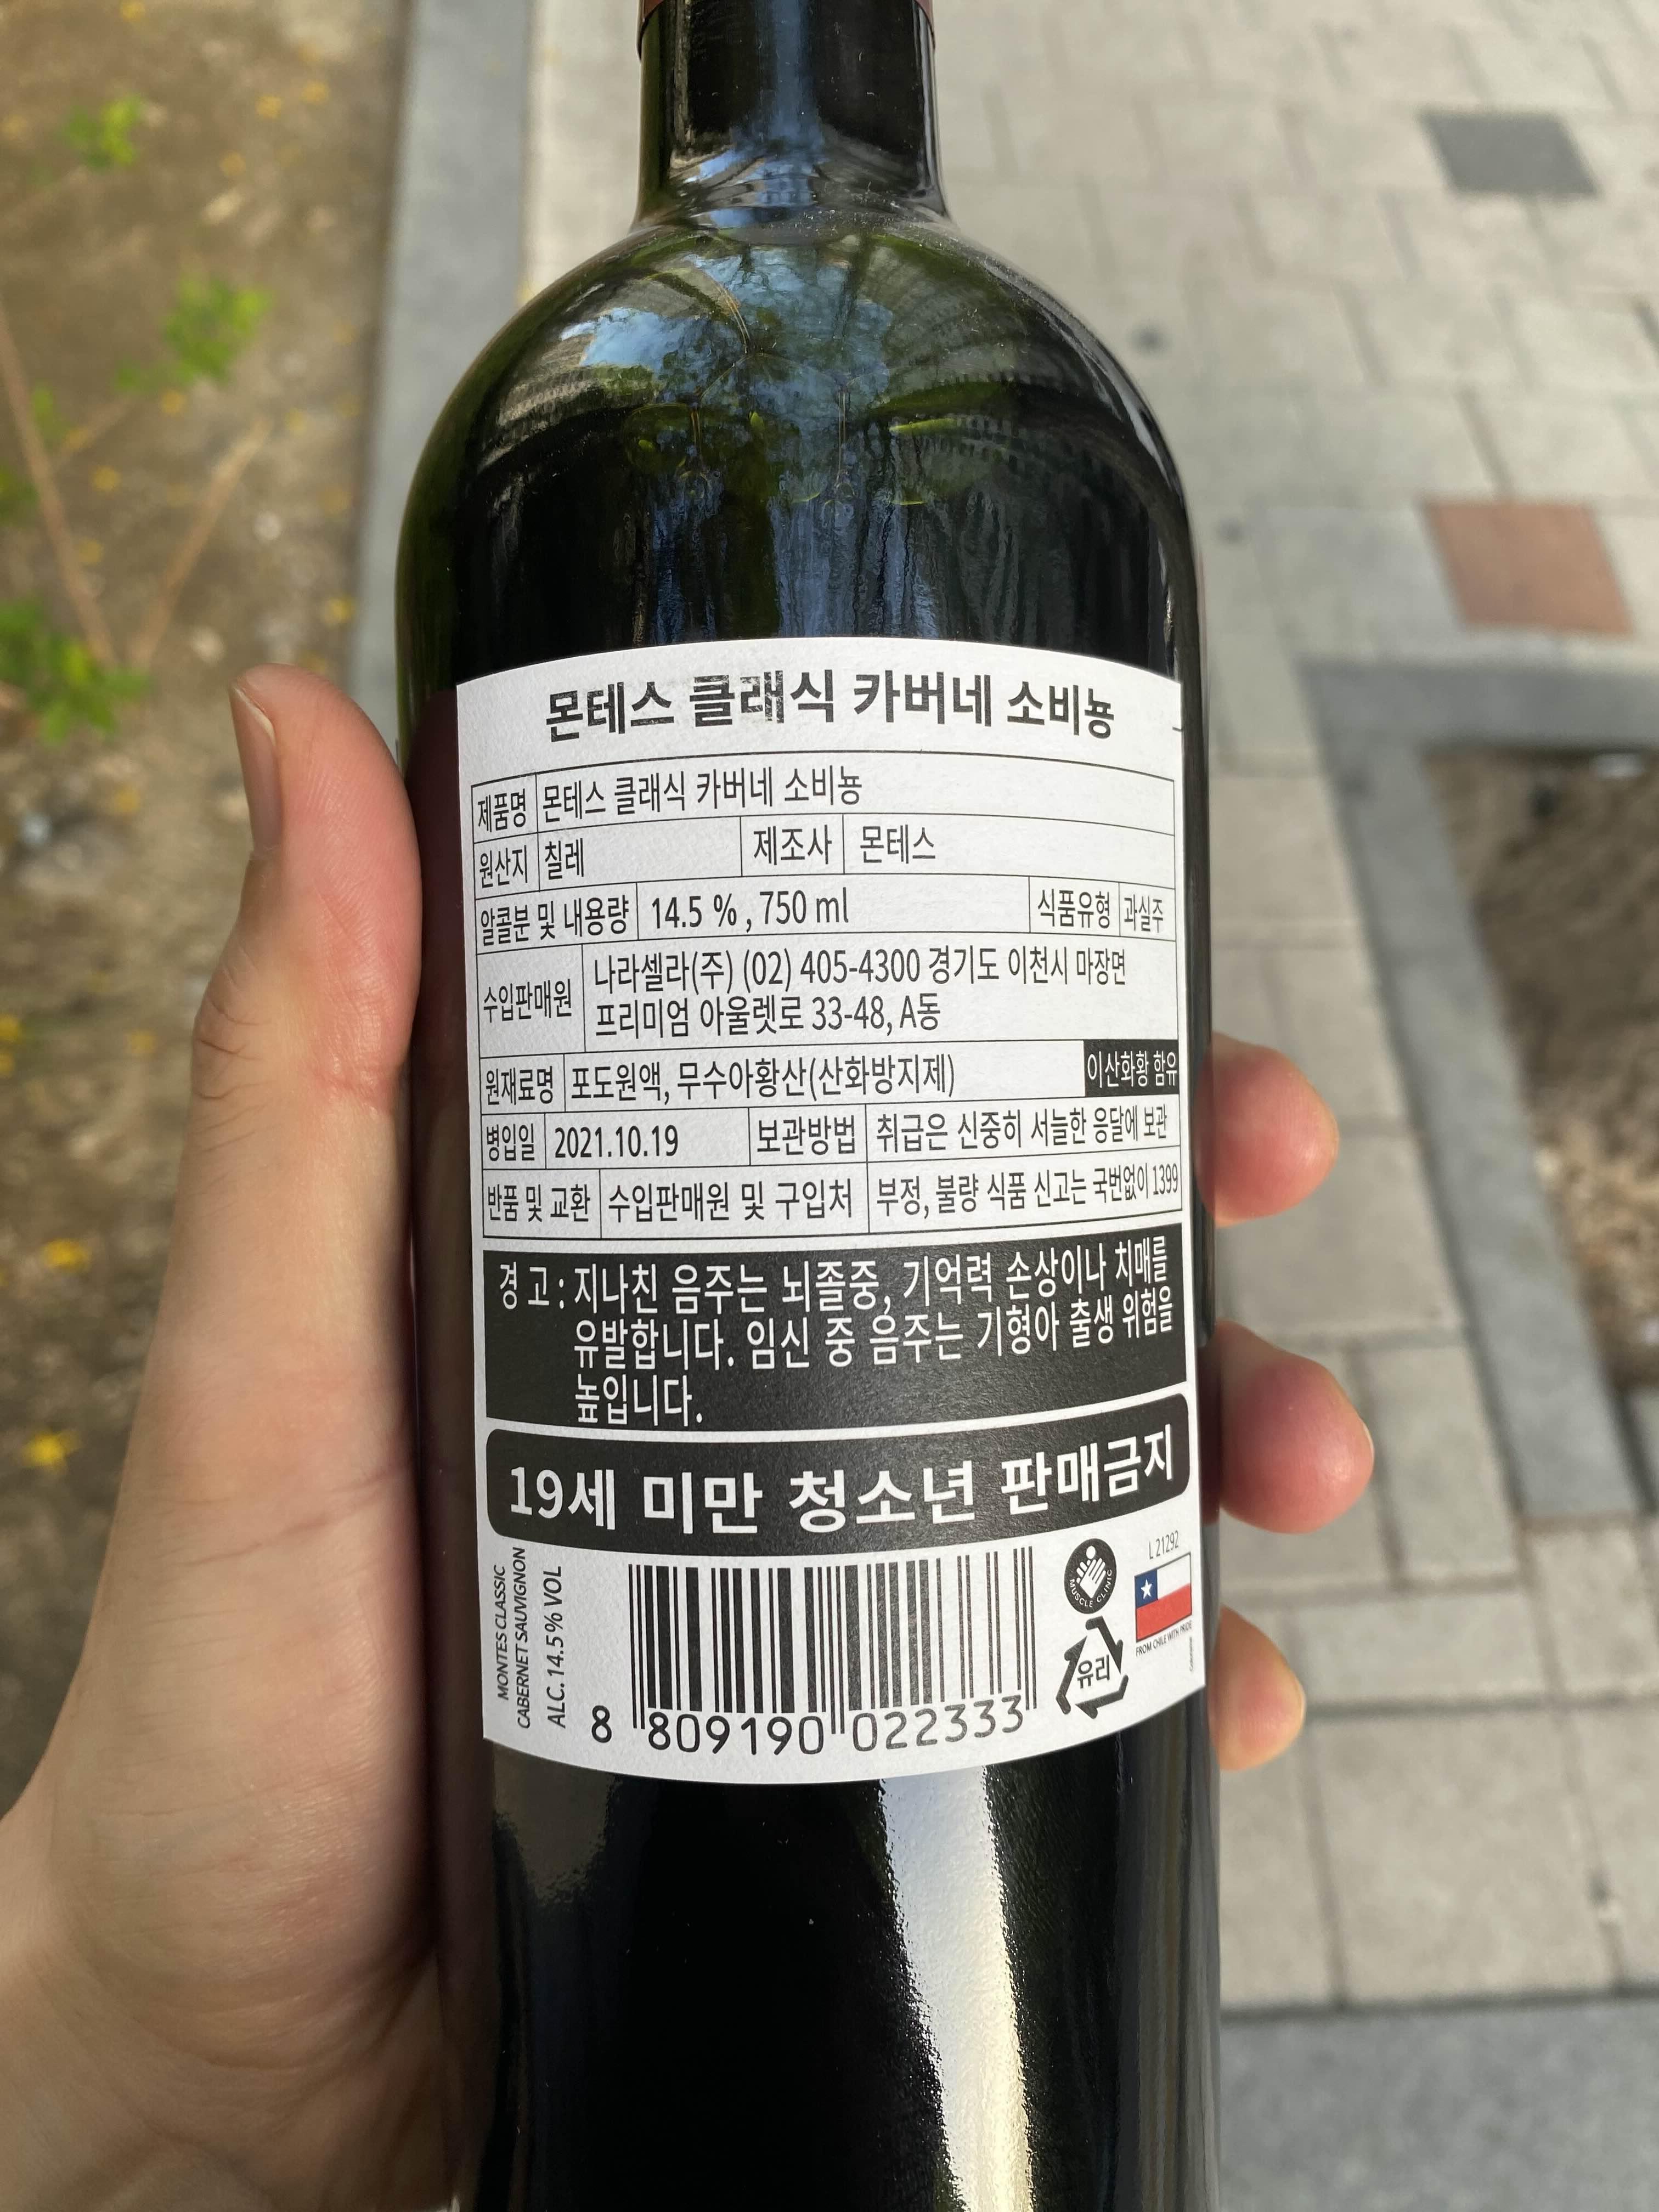 몬테스 클래식 카버네 소비뇽
제품명 몬테스 클래식 카버네 소비뇽
원산지 칠레 제조사 몬테스
알콜분 및 내용량 14.5 % , 750 ml 식품유형 과실주
수입판매원 나라셀라(주) (02) 405-4300 경기도 이천시 마장면
프리미엄 아울렛로 33-48, A동
원재료명 포도원액, 무수아황산(산화방지제) 이산화황 함유
병입일 2021.10.19 보관방법 취급은 신중히 서늘한 응달에 보관
반품 및 교환 수입판매원 및 구입처 부정, 불량 식품 신고는 국번없이 1399
경 고 : 지나친 음주는 뇌졸중, 기억력 손상이나 치매를
유발합니다. 임신 중 음주는 기형아 출생 위험을
높입니다.
19세 미만 청소년 판매금지
MONTES CLASSIC
CABERNET SAUVIGNON
ALC. 14.5% VOL
8 809190 022333
MUSCLE CLINIC
유리
L 21292
FROM CHILE WITH PRIDE